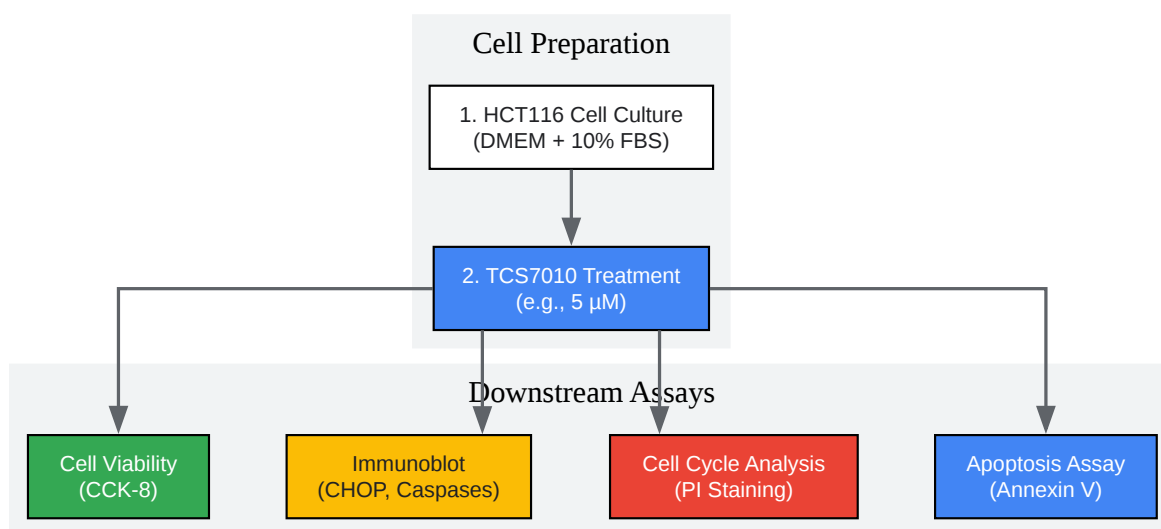 Cell Preparation
1. HCT116 Cell Culture
(DMEM + 10% FBS)
2. TCS7010 Treatment
(e.g., 5 µM)
Downstream Assays
Cell Viability
(CCK-8)
Immunoblot
(CHOP, Caspases)
Cell Cycle Analysis
(PI Staining)
Apoptosis Assay
(Annexin V)